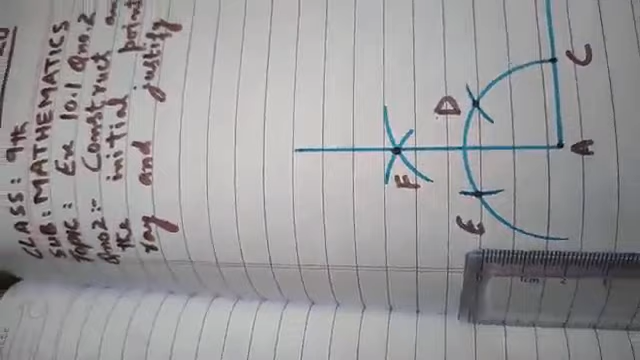 CLASS: 9th
SUB: MATHEMATICS
Topic: Ex 10.1 Qno.2
Qno2:- Construct an
the initial point
ray and justify
F
D
E
C
A